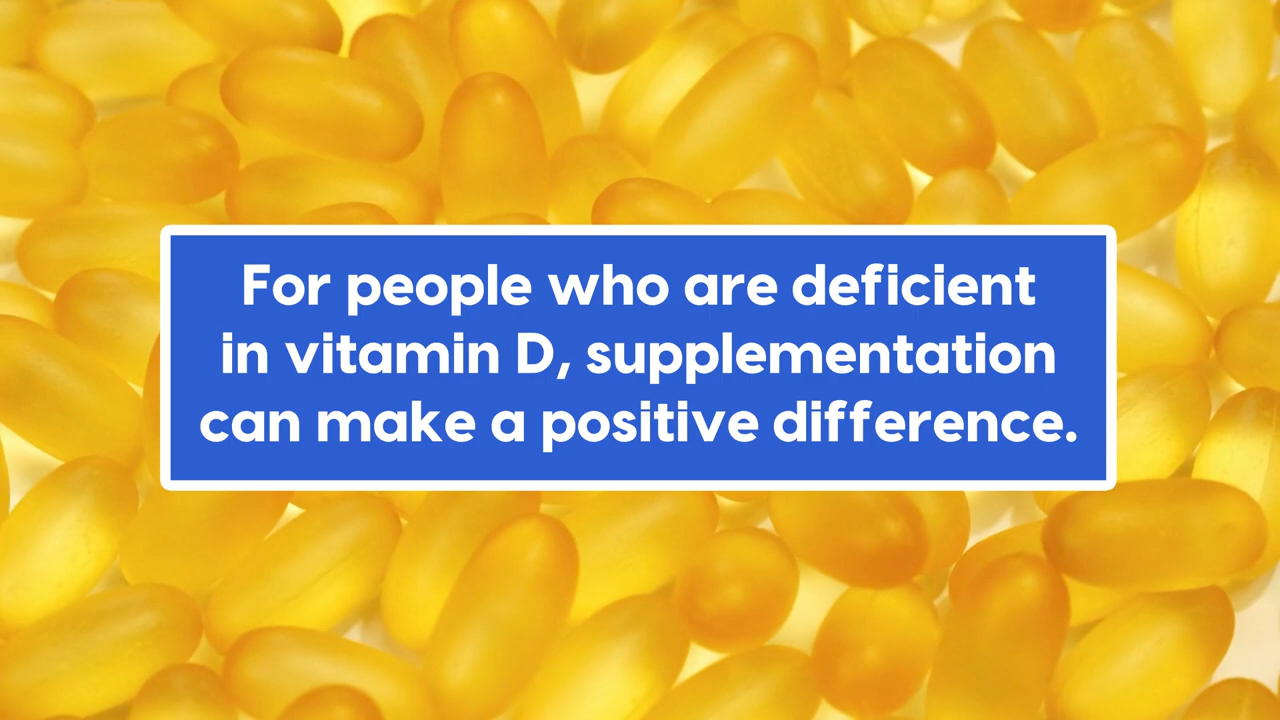 For people who are deficient
in vitamin D, supplementation
can make a positive difference.